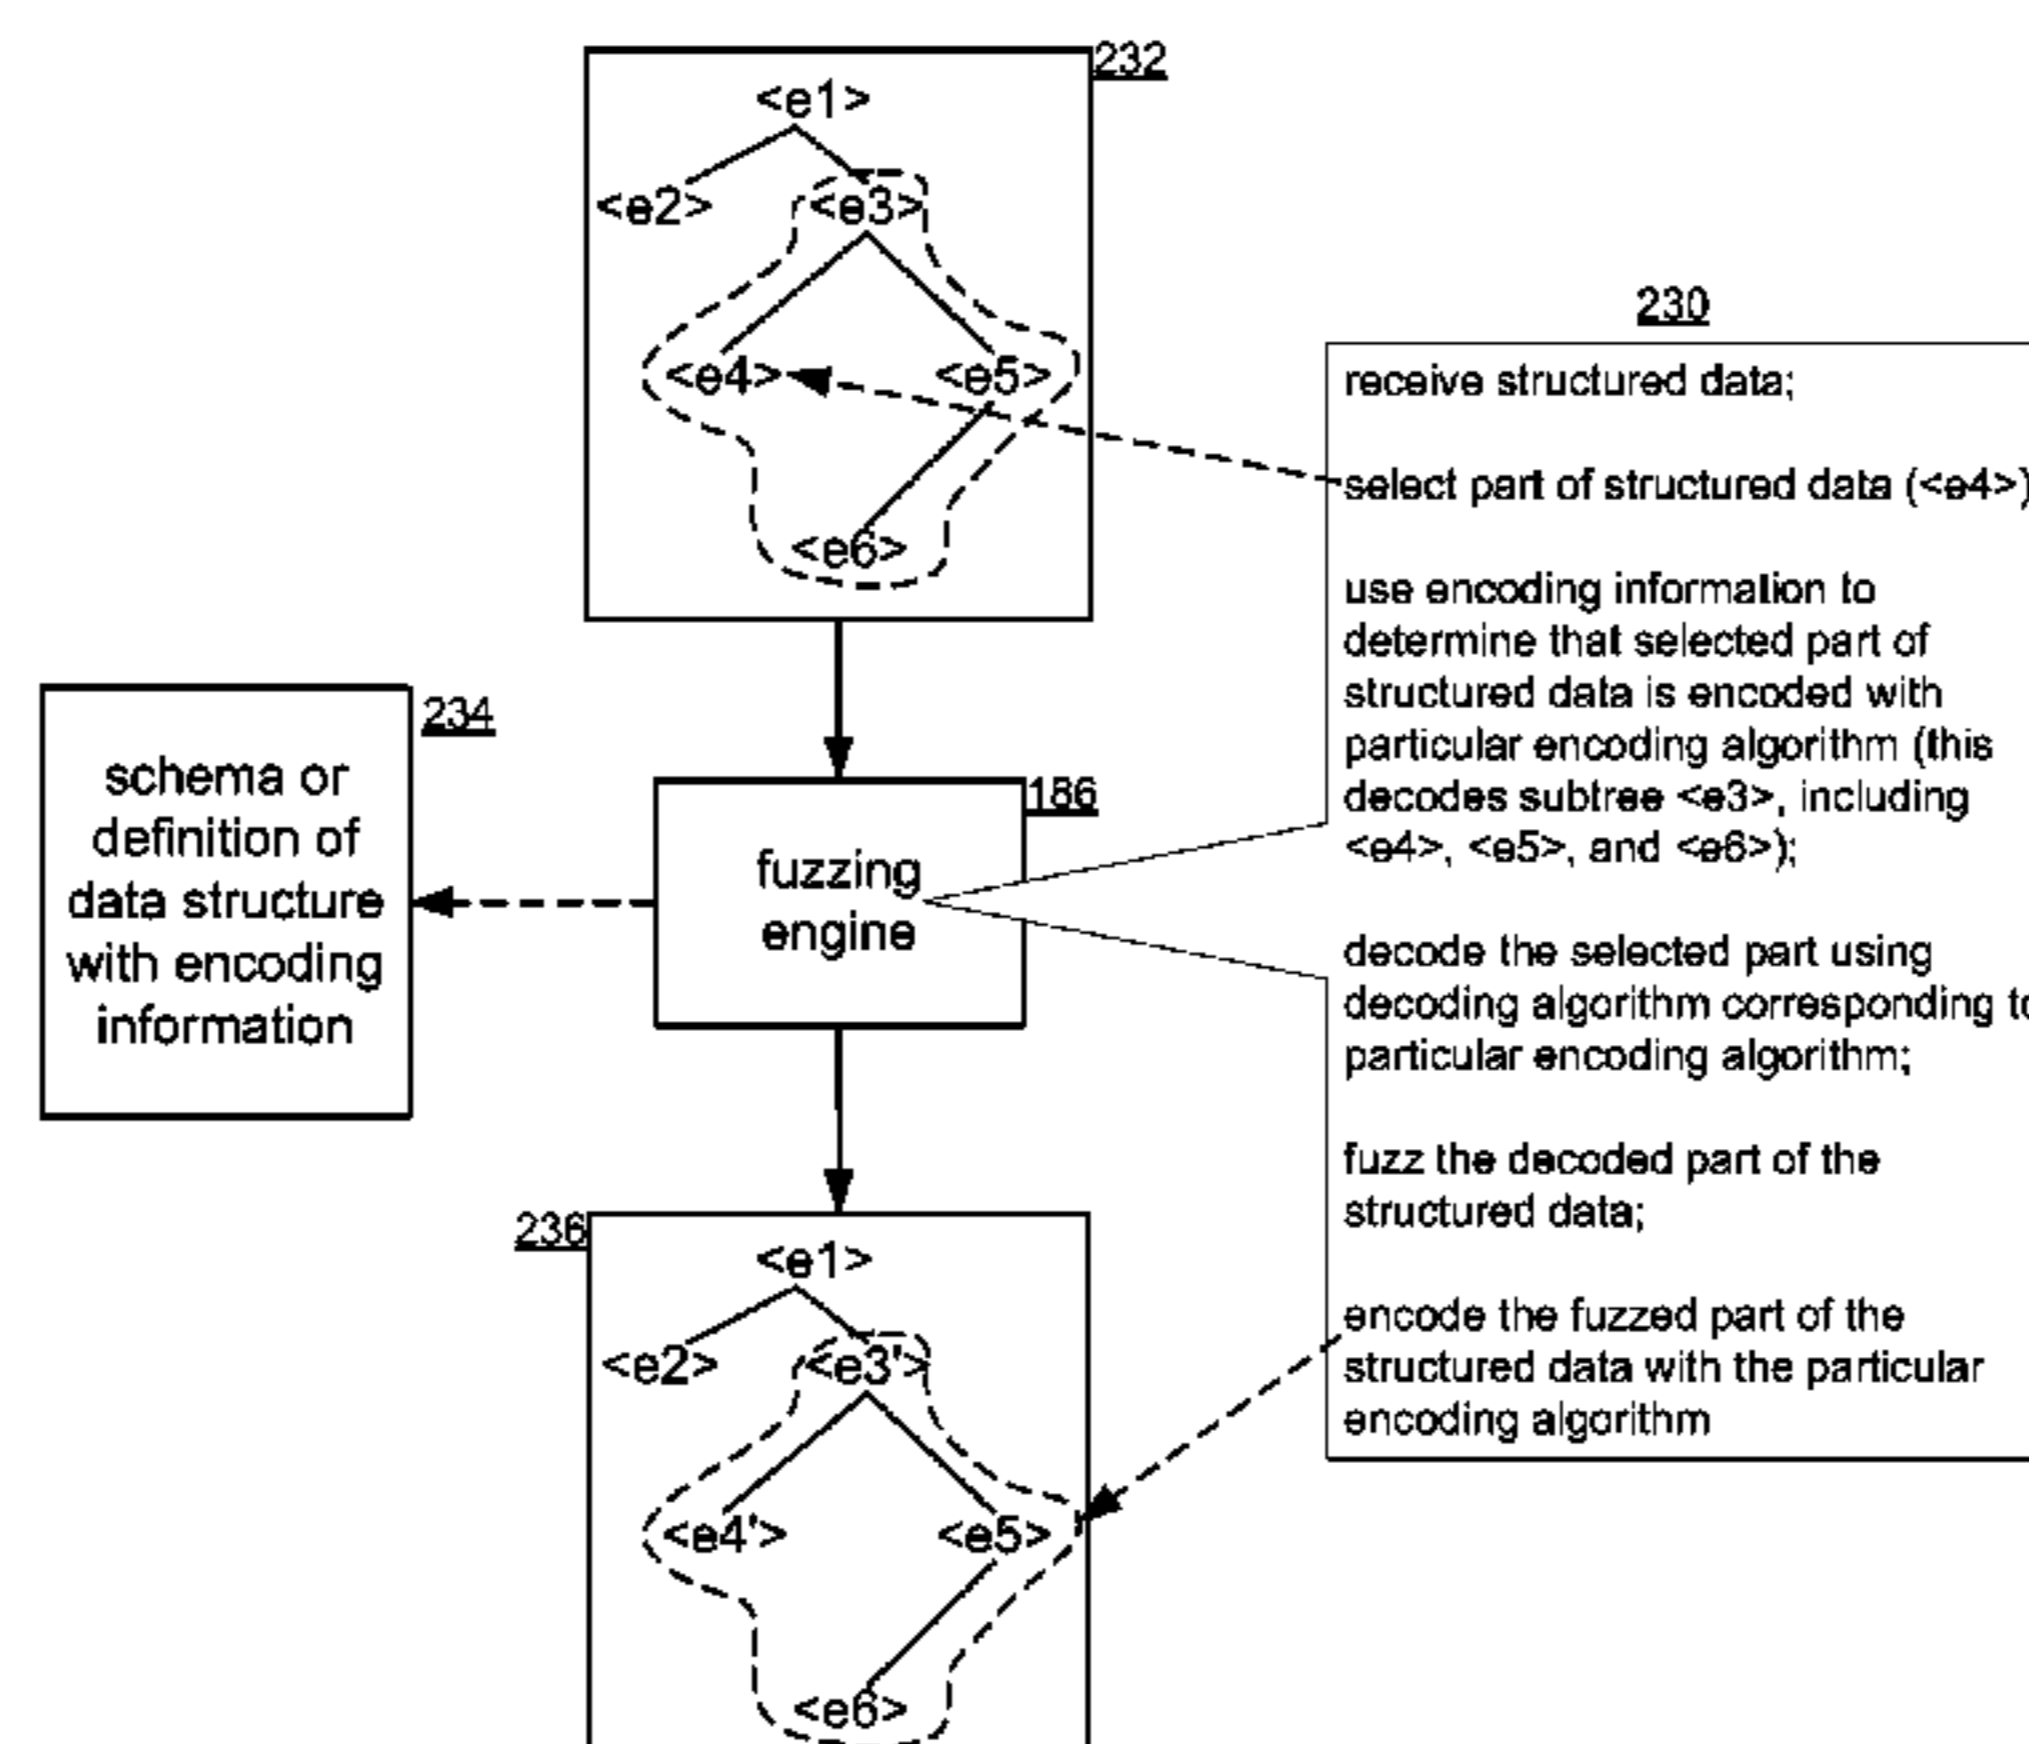 232
<e1>
<e2> <e3>
<e4> <e5>
<e6>
230
receive structured data;
select part of structured data (<e4>)
use encoding information to
determine that selected part of
structured data is encoded with
particular encoding algorithm (this
decodes subtree <e3>, including
<e4>, <e5>, and <e6>);
decode the selected part using
decoding algorithm corresponding to
particular encoding algorithm;
fuzz the decoded part of the
structured data;
encode the fuzzed part of the
structured data with the particular
encoding algorithm
234
schema or
definition of
data structure
with encoding
information
186
fuzzing
engine
236
<e1>
<e2> <e3'>
<e4'> <e5>
<e6>